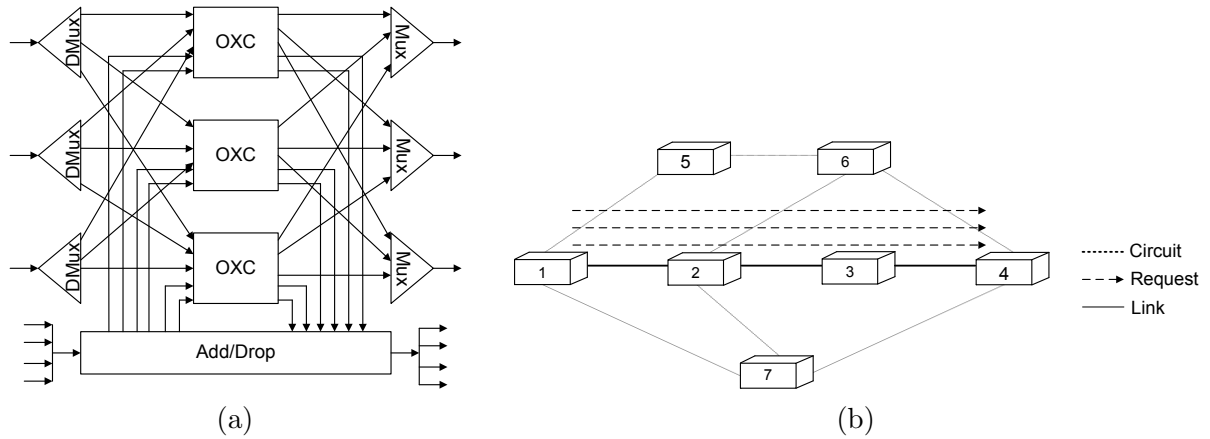 DMux
OXC
Mux
DMux
OXC
Mux
DMux
OXC
Mux
Add/Drop
(a)
5
6
1
2
3
4
7
Circuit
Request
Link
(b)